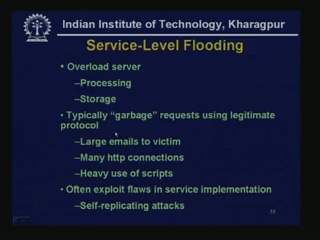 Indian Institute of Technology, Kharagpur
Service-Level Flooding
• Overload server
–Processing
–Storage
• Typically “garbage” requests using legitimate
protocol
–Large emails to victim
–Many http connections
–Heavy use of scripts
• Often exploit flaws in service implementation
–Self-replicating attacks